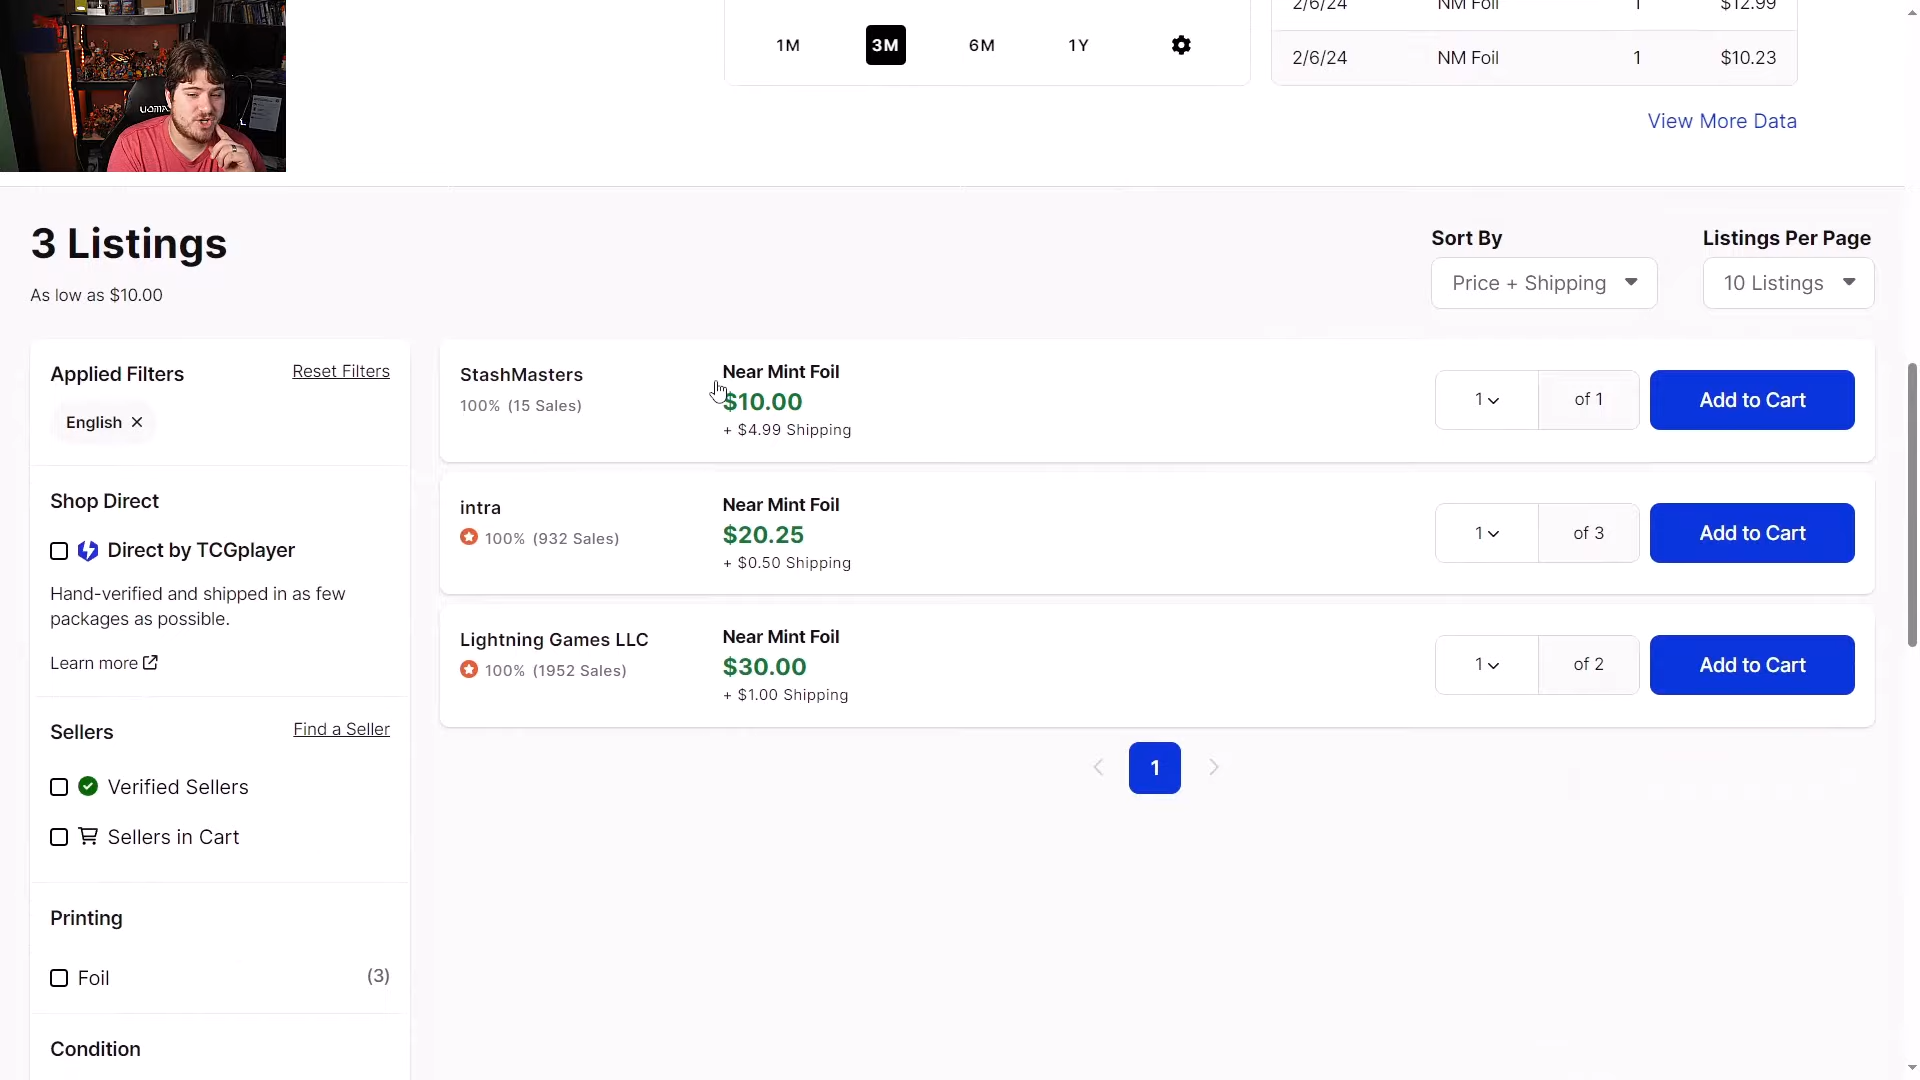 2/6/24 NM Foil 1 $12.99
1M 3M 6M 1Y
2/6/24 NM Foil 1 $10.23
View More Data
3 Listings
As low as $10.00
Sort By
Price + Shipping
Listings Per Page
10 Listings
Applied Filters
Reset Filters
English ×
Shop Direct
Direct by TCGplayer
Hand-verified and shipped in as few
packages as possible.
Learn more
Sellers
Find a Seller
Verified Sellers
Sellers in Cart
Printing
Foil (3)
Condition
StashMasters
100% (15 Sales)
Near Mint Foil
$10.00
+ $4.99 Shipping
1 of 1
Add to Cart
intra
100% (932 Sales)
Near Mint Foil
$20.25
+ $0.50 Shipping
1 of 3
Add to Cart
Lightning Games LLC
100% (1952 Sales)
Near Mint Foil
$30.00
+ $1.00 Shipping
1 of 2
Add to Cart
1